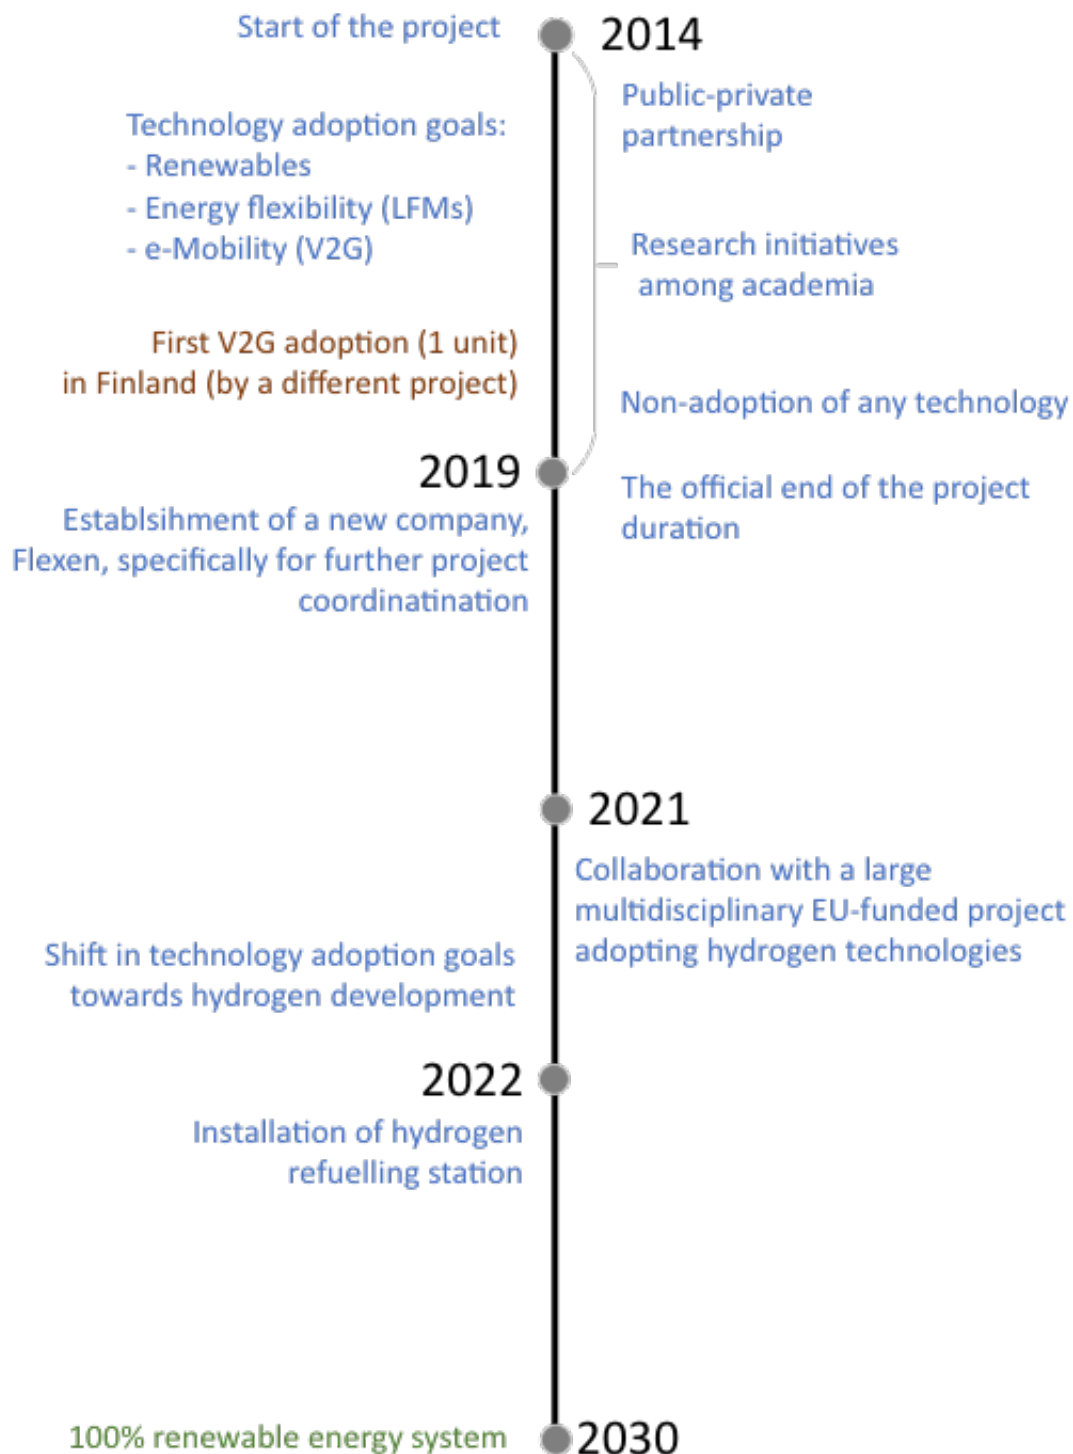 Start of the project
2014
Public-private
partnership
Technology adoption goals:
- Renewables
- Energy flexibility (LFMs)
- e-Mobility (V2G)
Research initiatives
among academia
First V2G adoption (1 unit)
in Finland (by a different project)
Non-adoption of any technology
2019
The official end of the project
duration
Establsihment of a new company,
Flexen, specifically for further project
coordinatination
2021
Collaboration with a large
multidisciplinary EU-funded project
adopting hydrogen technologies
Shift in technology adoption goals
towards hydrogen development
2022
Installation of hydrogen
refuelling station
100% renewable energy system
2030